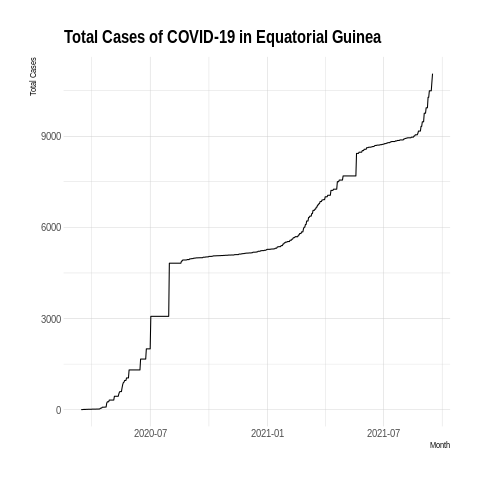 Total Cases of COVID-19 in Equatorial Guinea
Total Cases
9000
6000
3000
0
2020-07
2021-01
2021-07
Month